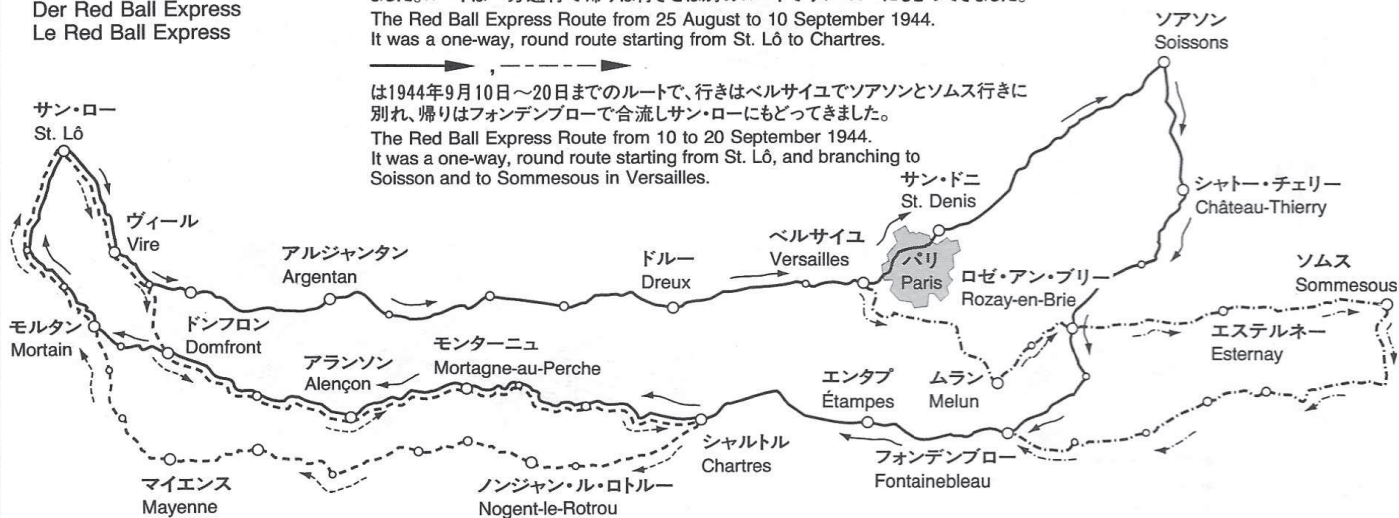 Der Red Ball Express
Le Red Ball Express
The Red Ball Express Route from 25 August to 10 September 1944.
It was a one-way, round route starting from St. Lô to Chartres.
,
は1944年9月10日〜20日までのルートで、行きはベルサイユでソアソンとソムス行きに
別れ、帰りはフォンデンブローで合流しサン・ローにもどってきました。
The Red Ball Express Route from 10 to 20 September 1944.
It was a one-way, round route starting from St. Lô, and branching to
Soisson and to Sommesous in Versailles.
ソアソン
Soissons
サン・ロー
St. Lô
サン・ドニ
St. Denis
シャトー・チェリー
Château-Thierry
ヴィール
Vire
アルジャンタン
Argentan
ドルー
Dreux
ベルサイユ
Versailles
パリ
Paris
ロゼ・アン・ブリー
Rozay-en-Brie
ソムス
Sommesous
モルタン
Mortain
ドンフロン
Domfront
アランソン
Alençon
モンターニュ
Mortagne-au-Perche
エンタプ
Étampes
ムラン
Melun
エステルネー
Esternay
シャルトル
Chartres
フォンデンブロー
Fontainebleau
マイエンス
Mayenne
ノンジャン・ル・ロトルー
Nogent-le-Rotrou